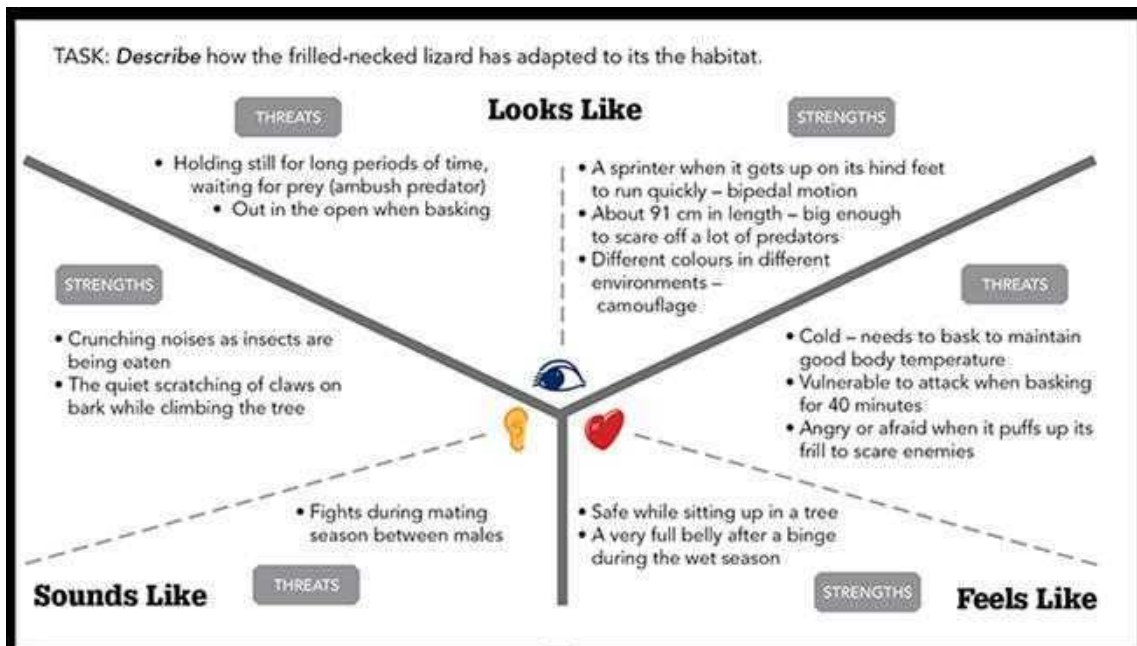 TASK: Describe how the frilled-necked lizard has adapted to its the habitat.
Looks Like
THREATS
• Holding still for long periods of time,
waiting for prey (ambush predator)
• Out in the open when basking
STRENGTHS
• A sprinter when it gets up on its hind feet
to run quickly – bipedal motion
• About 91 cm in length – big enough
to scare off a lot of predators
• Different colours in different
environments –
camouflage
STRENGTHS
• Crunching noises as insects are
being eaten
• The quiet scratching of claws on
bark while climbing the tree
• Fights during mating
season between males
THREATS
Sounds Like
THREATS
• Cold – needs to bask to maintain
good body temperature
• Vulnerable to attack when basking
for 40 minutes
• Angry or afraid when it puffs up its
frill to scare enemies
• Safe while sitting up in a tree
• A very full belly after a binge
during the wet season
STRENGTHS
Feels Like